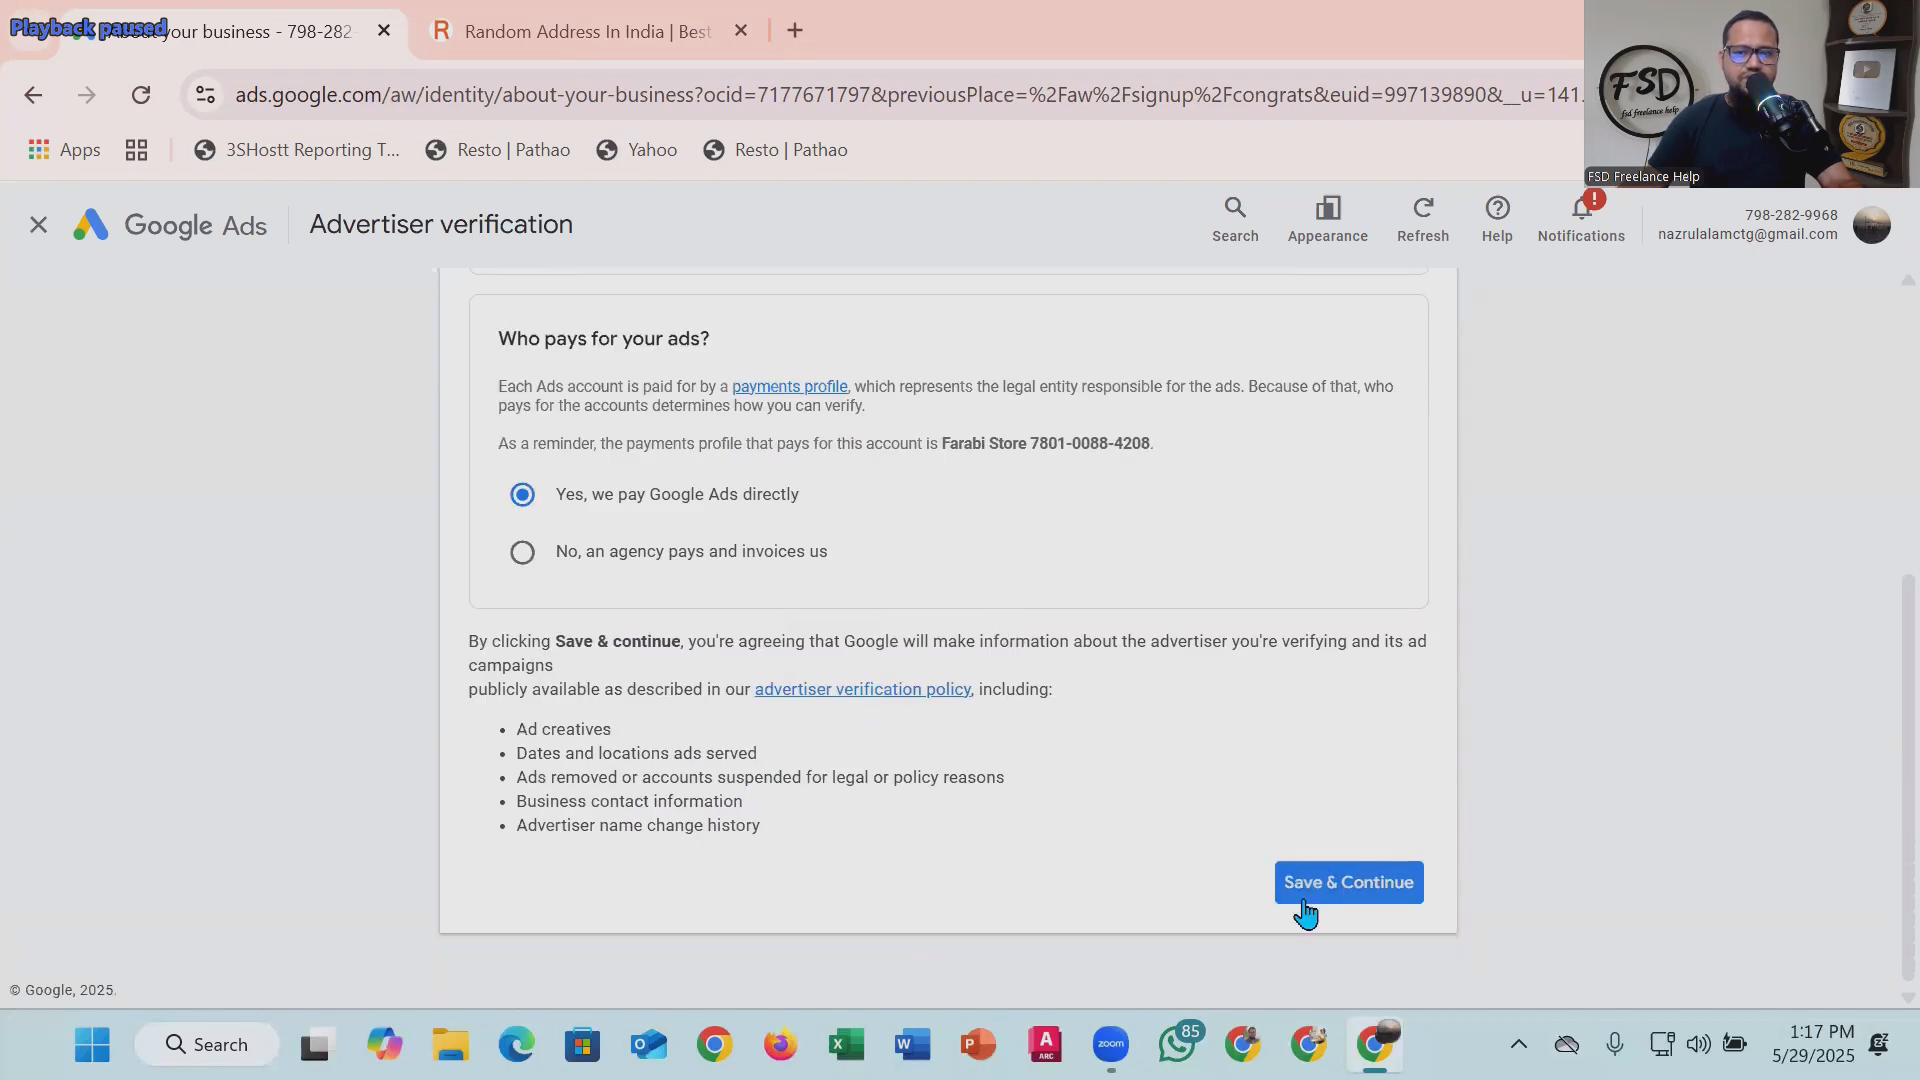 Playback paused
About your business - 798-282
Random Address In India | Best
ads.google.com/aw/identity/about-your-business?ocid=7177671797&previousPlace=%2Faw%2Fsignup%2Fcongrats&euid=997139890&__u=141.
Apps
3SHostt Reporting T...
Resto | Pathao
Yahoo
Resto | Pathao
FSD
fsd freelance help
FSD Freelance Help
Google Ads
Advertiser verification
Search
Appearance
Refresh
Help
Notifications
798-282-9968
nazrulalamctg@gmail.com
Who pays for your ads?
Each Ads account is paid for by a payments profile, which represents the legal entity responsible for the ads. Because of that, who
pays for the accounts determines how you can verify.
As a reminder, the payments profile that pays for this account is Farabi Store 7801-0088-4208.
Yes, we pay Google Ads directly
No, an agency pays and invoices us
By clicking Save & continue, you're agreeing that Google will make information about the advertiser you're verifying and its ad
campaigns
publicly available as described in our advertiser verification policy, including:
• Ad creatives
• Dates and locations ads served
• Ads removed or accounts suspended for legal or policy reasons
• Business contact information
• Advertiser name change history
Save & Continue
© Google, 2025.
Search
zoom
85
1:17 PM
5/29/2025